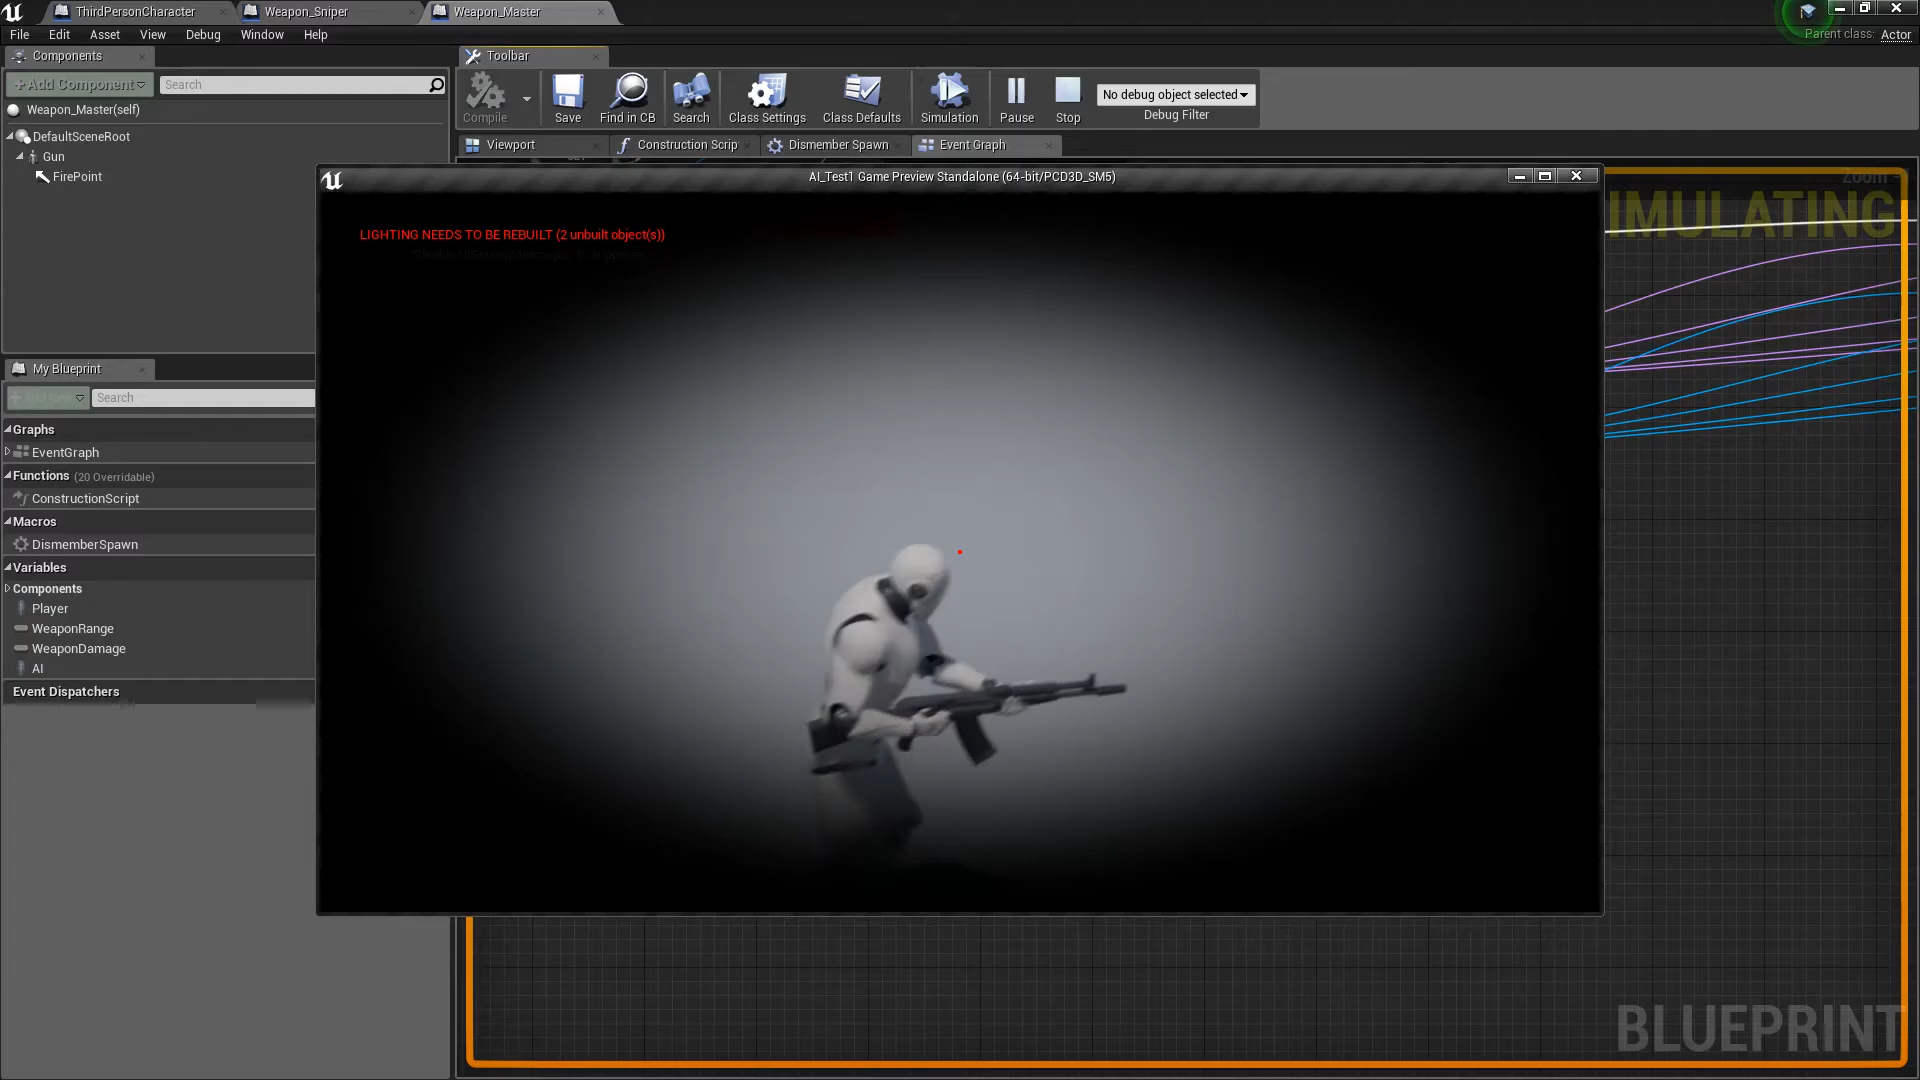 ThirdPersonCharacter
Weapon_Sniper
Weapon_Master
File Edit Asset View Debug Window Help
Parent class: Actor
Components
Toolbar
Add Component
Search
Weapon_Master(self)
DefaultSceneRoot
Gun
FirePoint
Compile
Save
Find in CB
Search
Class Settings
Class Defaults
Simulation
Pause
Stop
No debug object selected
Debug Filter
Viewport
Construction Scrip
Dismember Spawn
Event Graph
AI_Test1 Game Preview Standalone (64-bit/PCD3D_SM5)
Zoom
IMULATING
LIGHTING NEEDS TO BE REBUILT (2 unbuilt object(s))
My Blueprint
Search
Graphs
EventGraph
Functions (20 Overridable)
ConstructionScript
Macros
DismemberSpawn
Variables
Components
Player
WeaponRange
WeaponDamage
AI
Event Dispatchers
BLUEPRINT